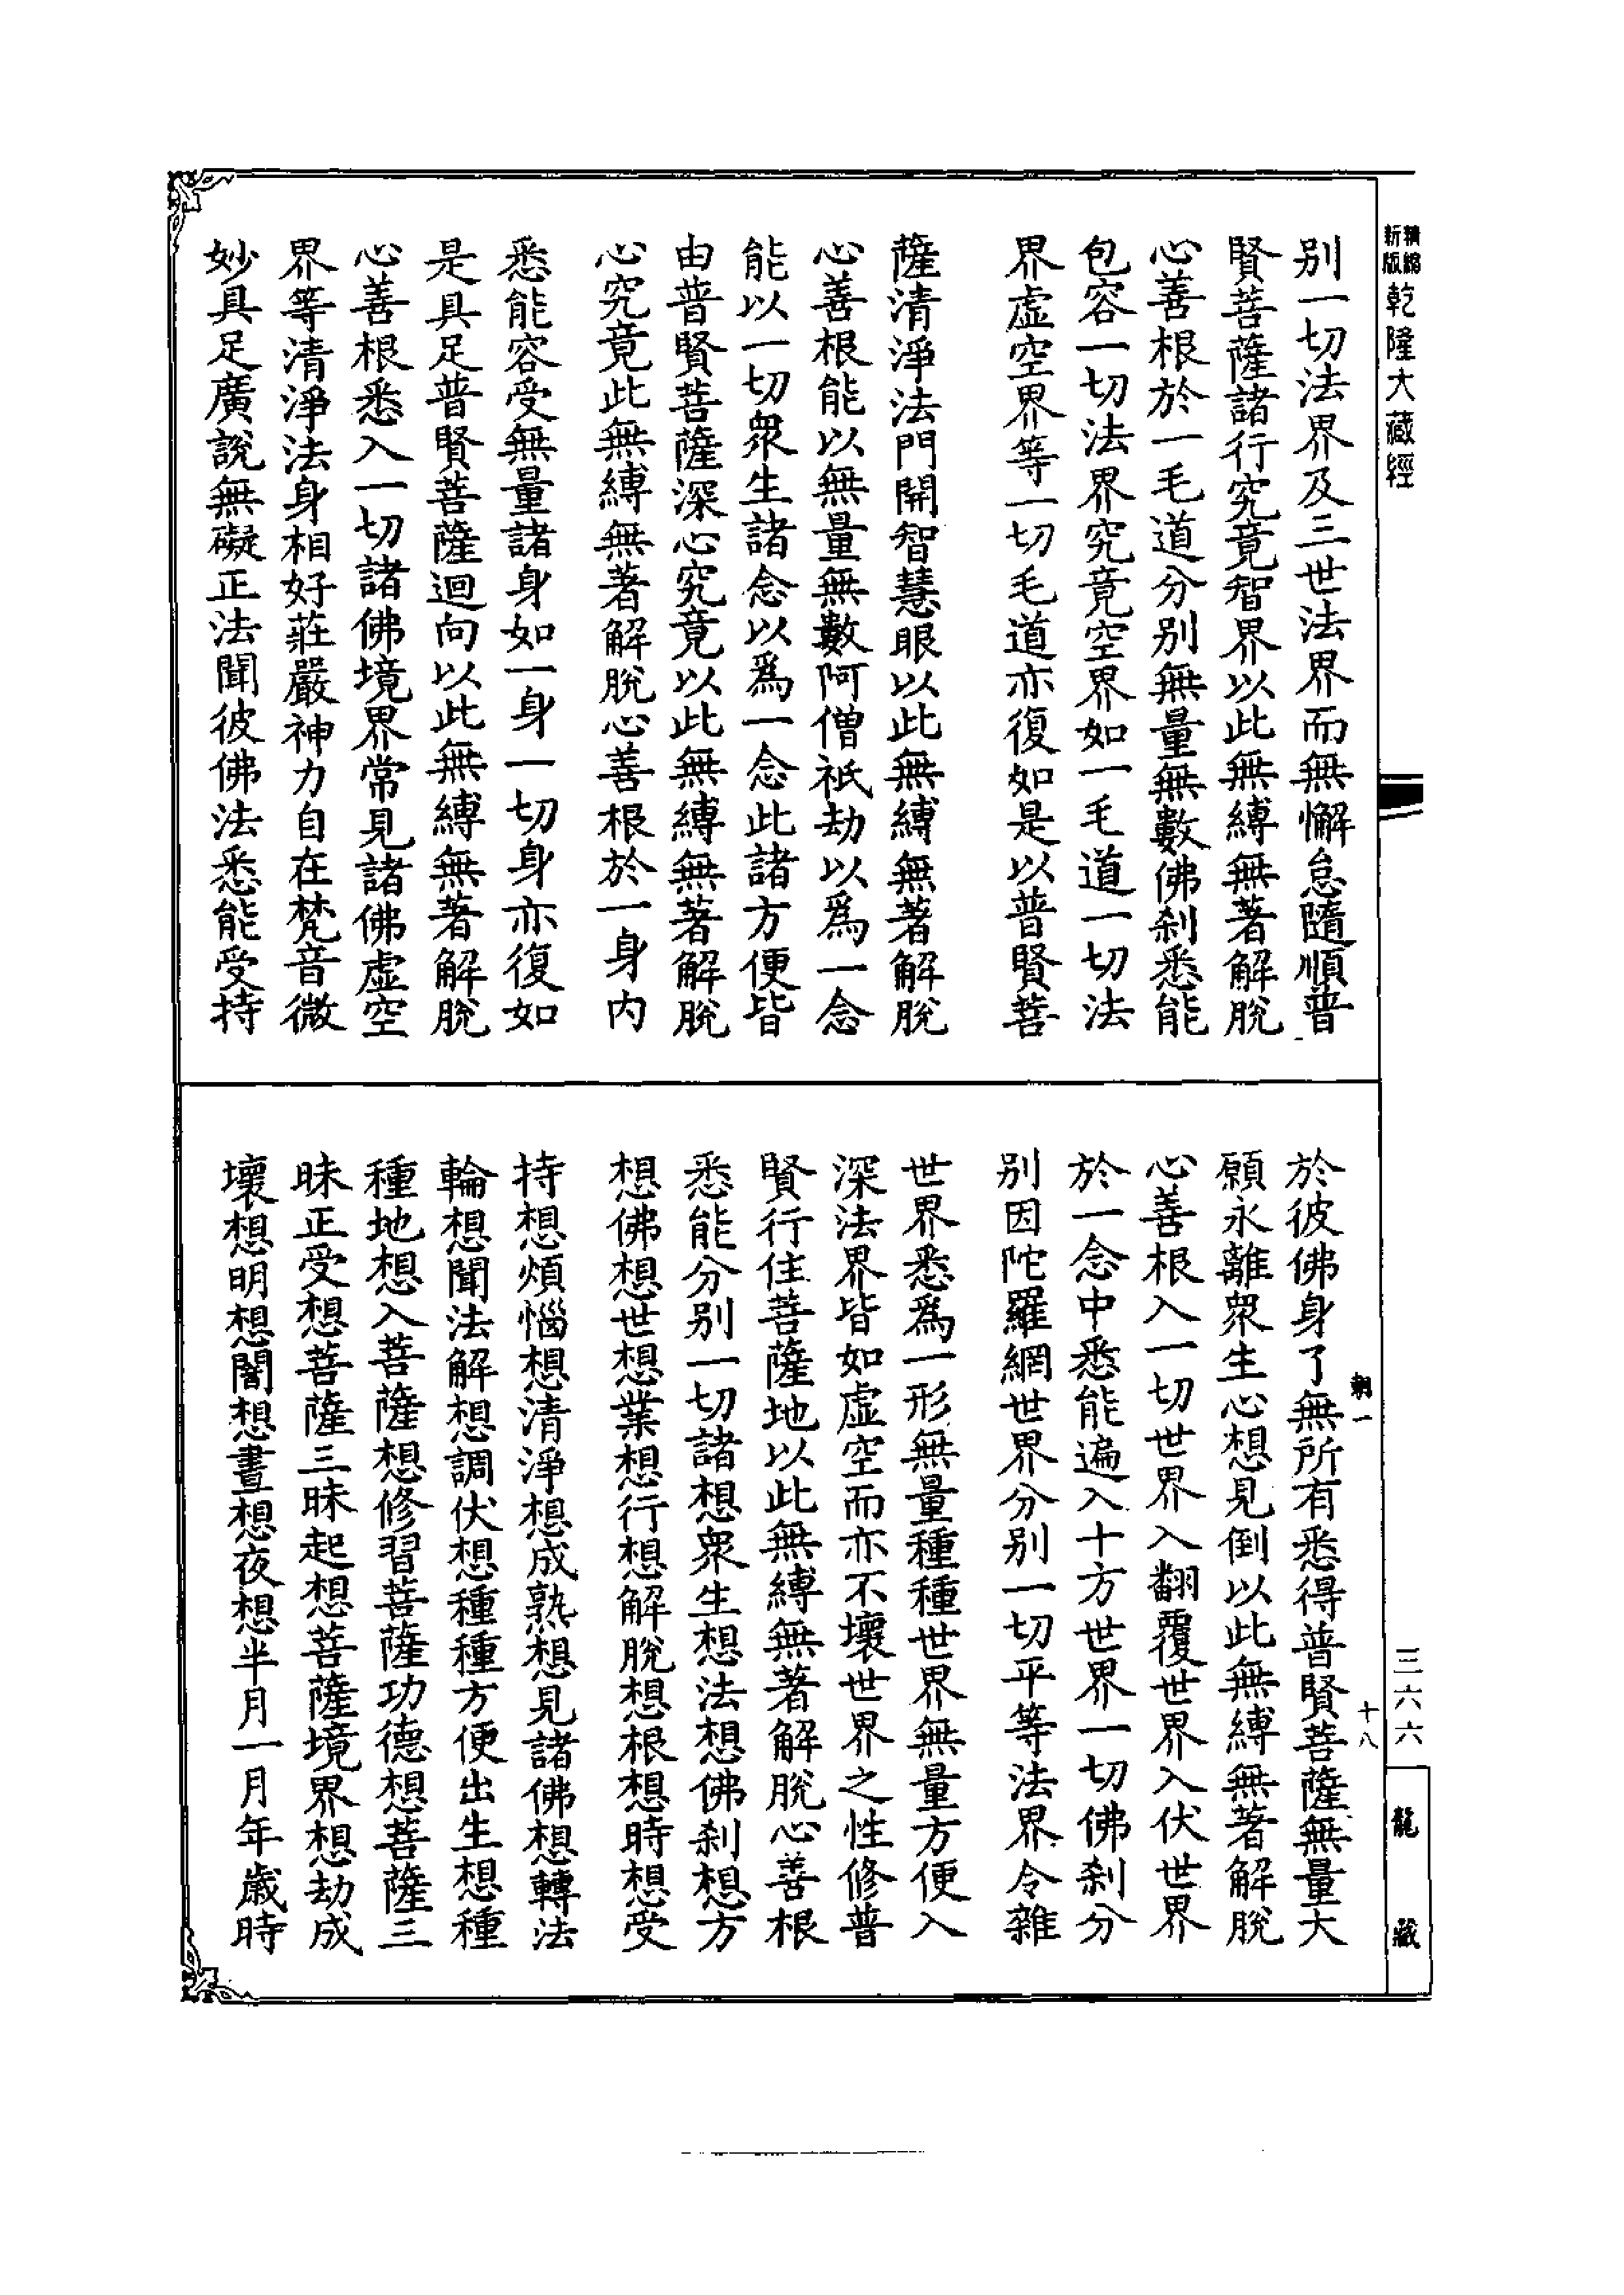 精縮新版乾隆大藏經
別一切法界及三世法界而無懈怠隨順普
賢菩薩諸行究竟智界以此無縛無著解脫
心善根於一毛道分別無量無數佛剎悉能
包容一切法界究竟空界如一毛道一切法
界虛空界等一切毛道亦復如是以普賢菩
薩清淨法門開智慧眼以此無縛無著解脫
心善根能以無量無數阿僧祇劫以爲一念
能以一切眾生諸念以爲一念此諸方便皆
由普賢菩薩深心究竟以此無縛無著解脫
心究竟此無縛無著解脫心善根於一身內
悉能容受無量諸身如一身一切身亦復如
是具足普賢菩薩迴向以此無縛無著解脫
心善根悉入一切諸佛境界常見諸佛虛空
界等清淨法身相好莊嚴神力自在梵音微
妙具足廣說無礙正法聞彼佛法悉能受持
於彼佛身了無所有悉得普賢菩薩無量大
願永離眾生心想見倒以此無縛無著解脫
心善根入一切世界入翻覆世界入伏世界
於一念中悉能遍入十方世界一切佛剎分
別因陀羅網世界分別一切平等法界令雜
世界悉爲一形無量種種世界無量方便入
深法界皆如虛空而亦不壞世界之性修普
賢行住菩薩地以此無縛無著解脫心善根
悉能分別一切諸想眾生想法想佛剎想方
想佛想世想業想行想解脫想根想時想受
持想煩惱想清淨想成熟想見諸佛想轉法
輪想聞法解想調伏想種種方便出生想種
種地想入菩薩想修習菩薩功德想菩薩三
昧正受想菩薩三昧起想菩薩境界想劫成
壞想明想闇想晝想夜想半月一月年歲時
朝一
十八
三六六
龍藏